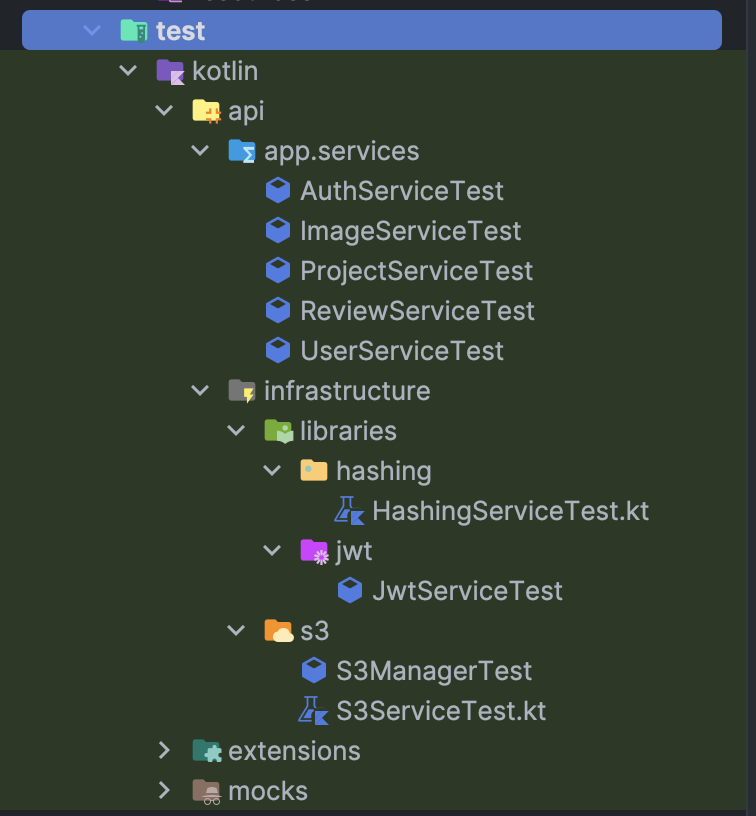 test
kotlin
api
app.services
AuthServiceTest
ImageServiceTest
ProjectServiceTest
ReviewServiceTest
UserServiceTest
infrastructure
libraries
hashing
HashingServiceTest.kt
jwt
JwtServiceTest
s3
S3ManagerTest
S3ServiceTest.kt
extensions
mocks